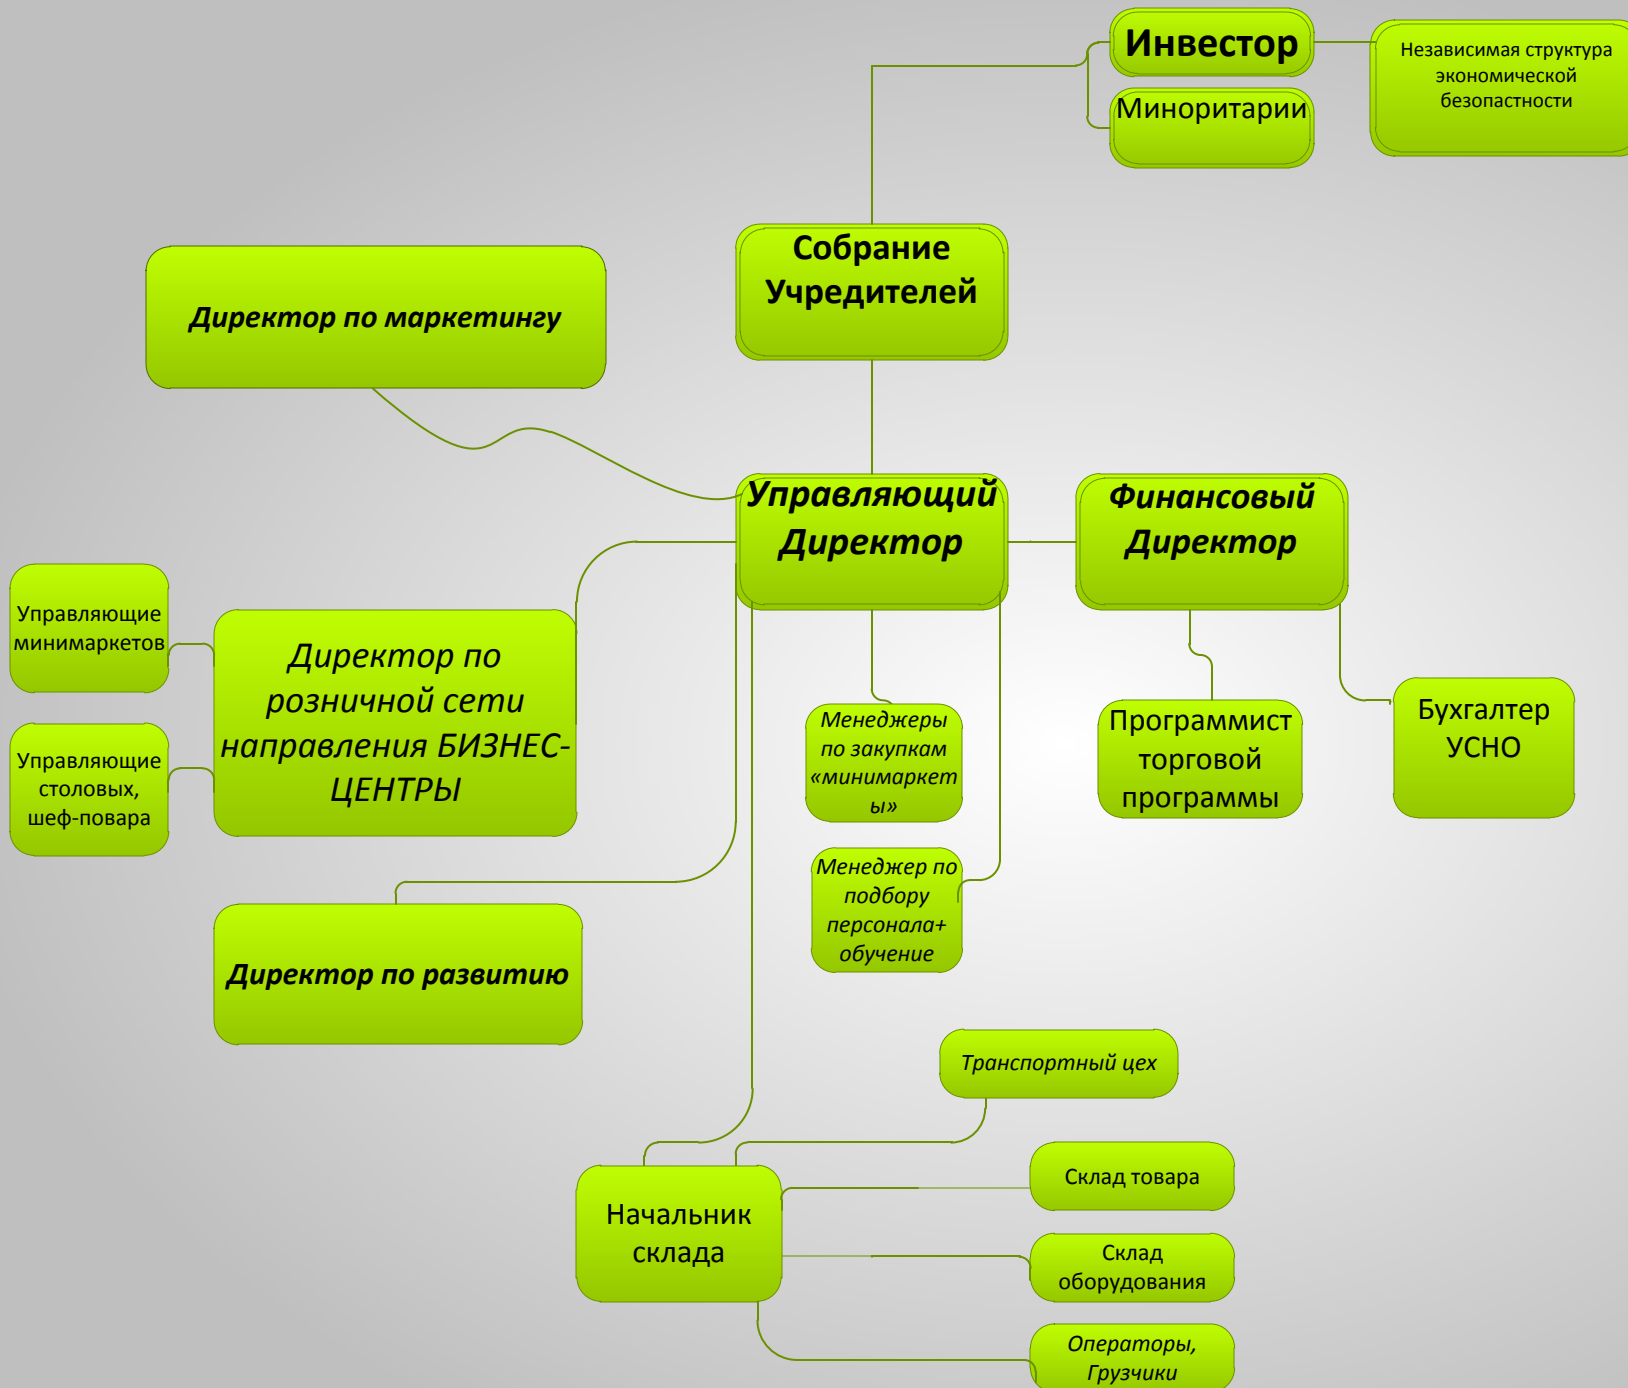 Инвестор
Миноритарии
Независимая структура
экономической
безопастности
Собрание
Учредителей
Директор по маркетингу
Управляющий
Директор
Финансовый
Директор
Управляющие
минимаркетов
Управляющие
столовых,
шеф-повара
Директор по
розничной сети
направления БИЗНЕС-
ЦЕНТРЫ
Менеджеры
по закупкам
«минимаркет
ы»
Программист
торговой
программы
Бухгалтер
УСНО
Менеджер по
подбору
персонала+
обучение
Директор по развитию
Транспортный цех
Начальник
склада
Склад товара
Склад
оборудования
Операторы,
Грузчики